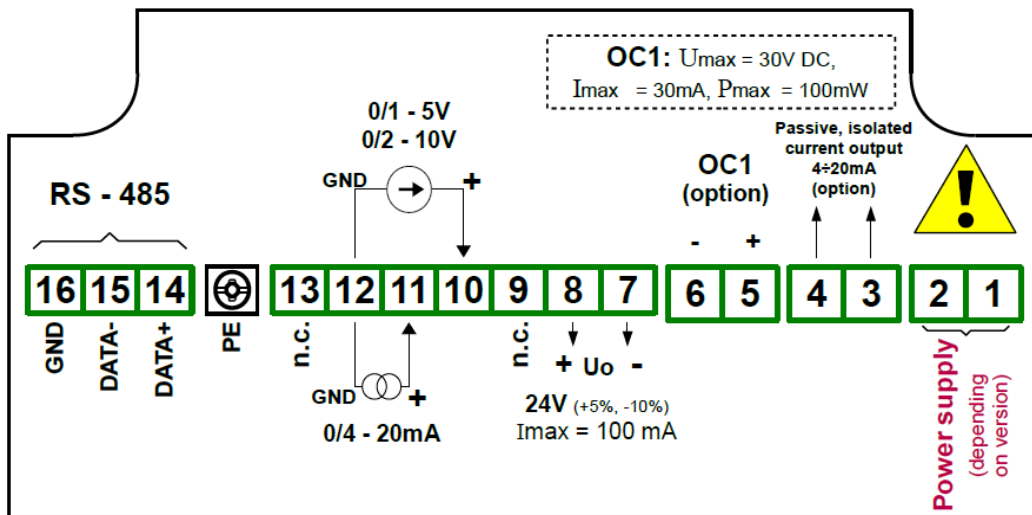 OC1: Umax = 30V DC,
Imax = 30mA, Pmax = 100mW
0/1 - 5V
0/2 - 10V
Passive, isolated
current output
4÷20mA
(option)
OC1
(option)
RS - 485
GND
+
-
+
16
15
14
13
12
11
10
9
8
7
6
5
4
3
2
1
GND
DATA-
DATA+
PE
n.c.
GND
+
0/4 - 20mA
n.c.
+ Uo -
24V (+5%, -10%)
Imax = 100 mA
Power supply
(depending
on version)